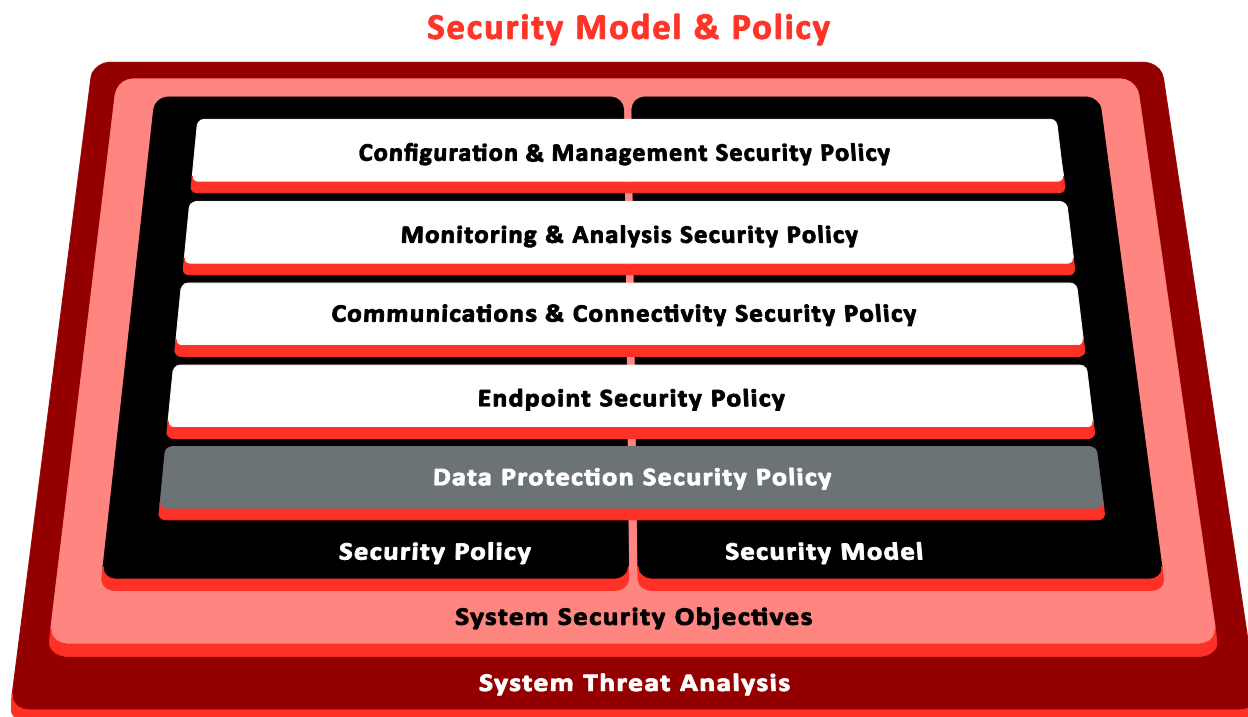 Security Model & Policy
Configuration & Management Security Policy
Monitoring & Analysis Security Policy
Communications & Connectivity Security Policy
Endpoint Security Policy
Data Protection Security Policy
Security Policy
Security Model
System Security Objectives
System Threat Analysis